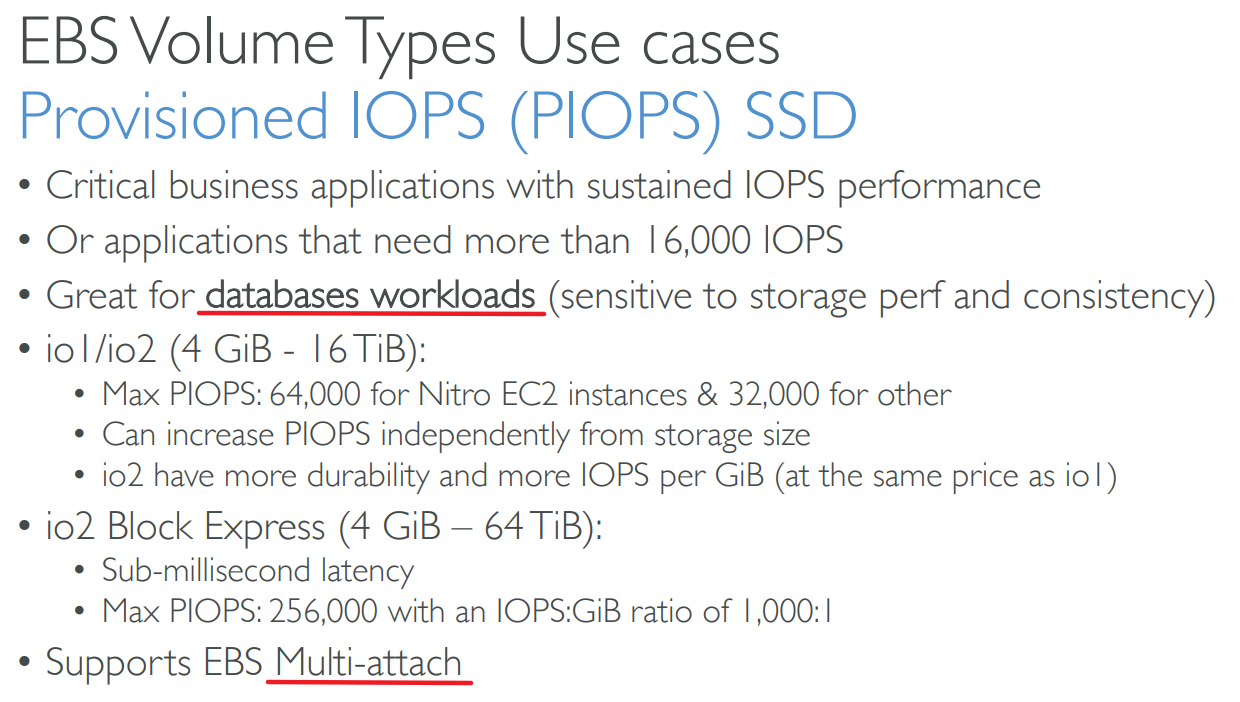 EBS Volume Types Use cases
Provisioned IOPS (PIOPS) SSD
• Critical business applications with sustained IOPS performance
• Or applications that need more than 16,000 IOPS
• Great for databases workloads (sensitive to storage perf and consistency)
• io1/io2 (4 GiB - 16 TiB):
• Max PIOPS: 64,000 for Nitro EC2 instances & 32,000 for other
• Can increase PIOPS independently from storage size
• io2 have more durability and more IOPS per GiB (at the same price as io1)
• io2 Block Express (4 GiB – 64 TiB):
• Sub-millisecond latency
• Max PIOPS: 256,000 with an IOPS:GiB ratio of 1,000:1
• Supports EBS Multi-attach